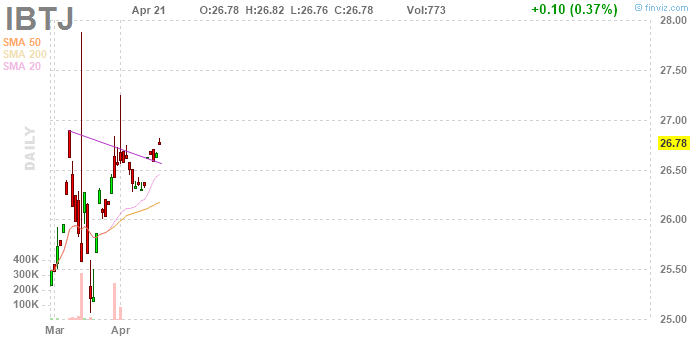 IBTJ Apr 21 O:26.78 H:26.82 L:26.76 C:26.78 Vol:773 +0.10 (0.37%) © finviz.com
SMA 50
SMA 200
SMA 20
DAILY
28.00
27.50
27.00
26.78
26.50
26.00
25.50
25.00
400K
300K
200K
100K
Mar Apr